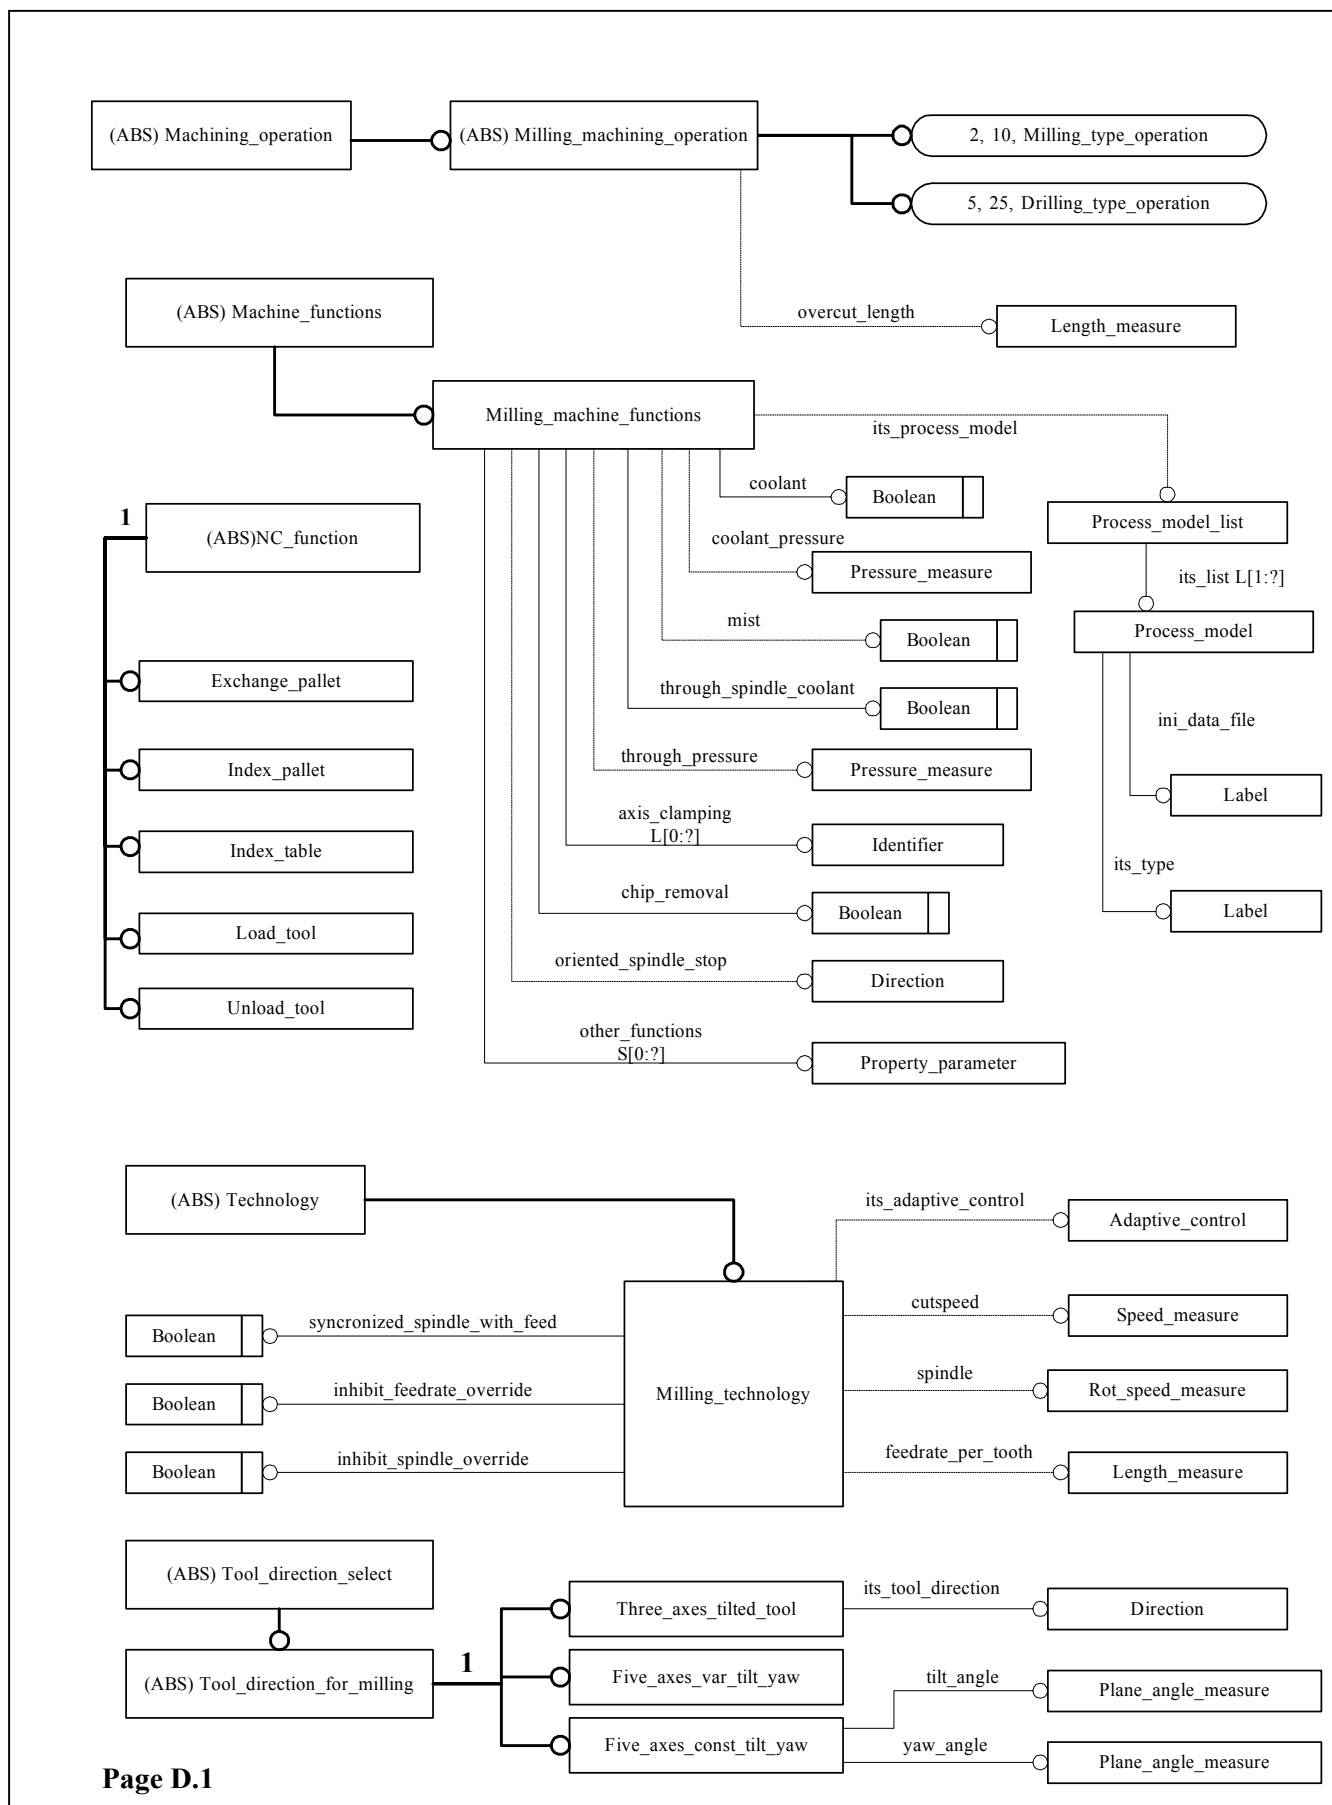 (ABS) Machining_operation
(ABS) Milling_machining_operation
2, 10, Milling_type_operation
5, 25, Drilling_type_operation
(ABS) Machine_functions
overcut_length
Length_measure
Milling_machine_functions
its_process_model
coolant
Boolean
Process_model_list
1
(ABS)NC_function
coolant_pressure
Pressure_measure
its_list L[1:?]
mist
Boolean
Process_model
Exchange_pallet
through_spindle_coolant
Boolean
ini_data_file
Index_pallet
through_pressure
Pressure_measure
Label
axis_clamping
L[0:?]
Identifier
Index_table
its_type
chip_removal
Boolean
Label
Load_tool
oriented_spindle_stop
Direction
Unload_tool
other_functions
S[0:?]
Property_parameter
(ABS) Technology
its_adaptive_control
Adaptive_control
Boolean
syncronized_spindle_with_feed
cutspeed
Speed_measure
Boolean
inhibit_feedrate_override
Milling_technology
spindle
Rot_speed_measure
Boolean
inhibit_spindle_override
feedrate_per_tooth
Length_measure
(ABS) Tool_direction_select
Three_axes_tilted_tool
its_tool_direction
Direction
(ABS) Tool_direction_for_milling
1
Five_axes_var_tilt_yaw
tilt_angle
Plane_angle_measure
Five_axes_const_tilt_yaw
yaw_angle
Plane_angle_measure
Page D.1